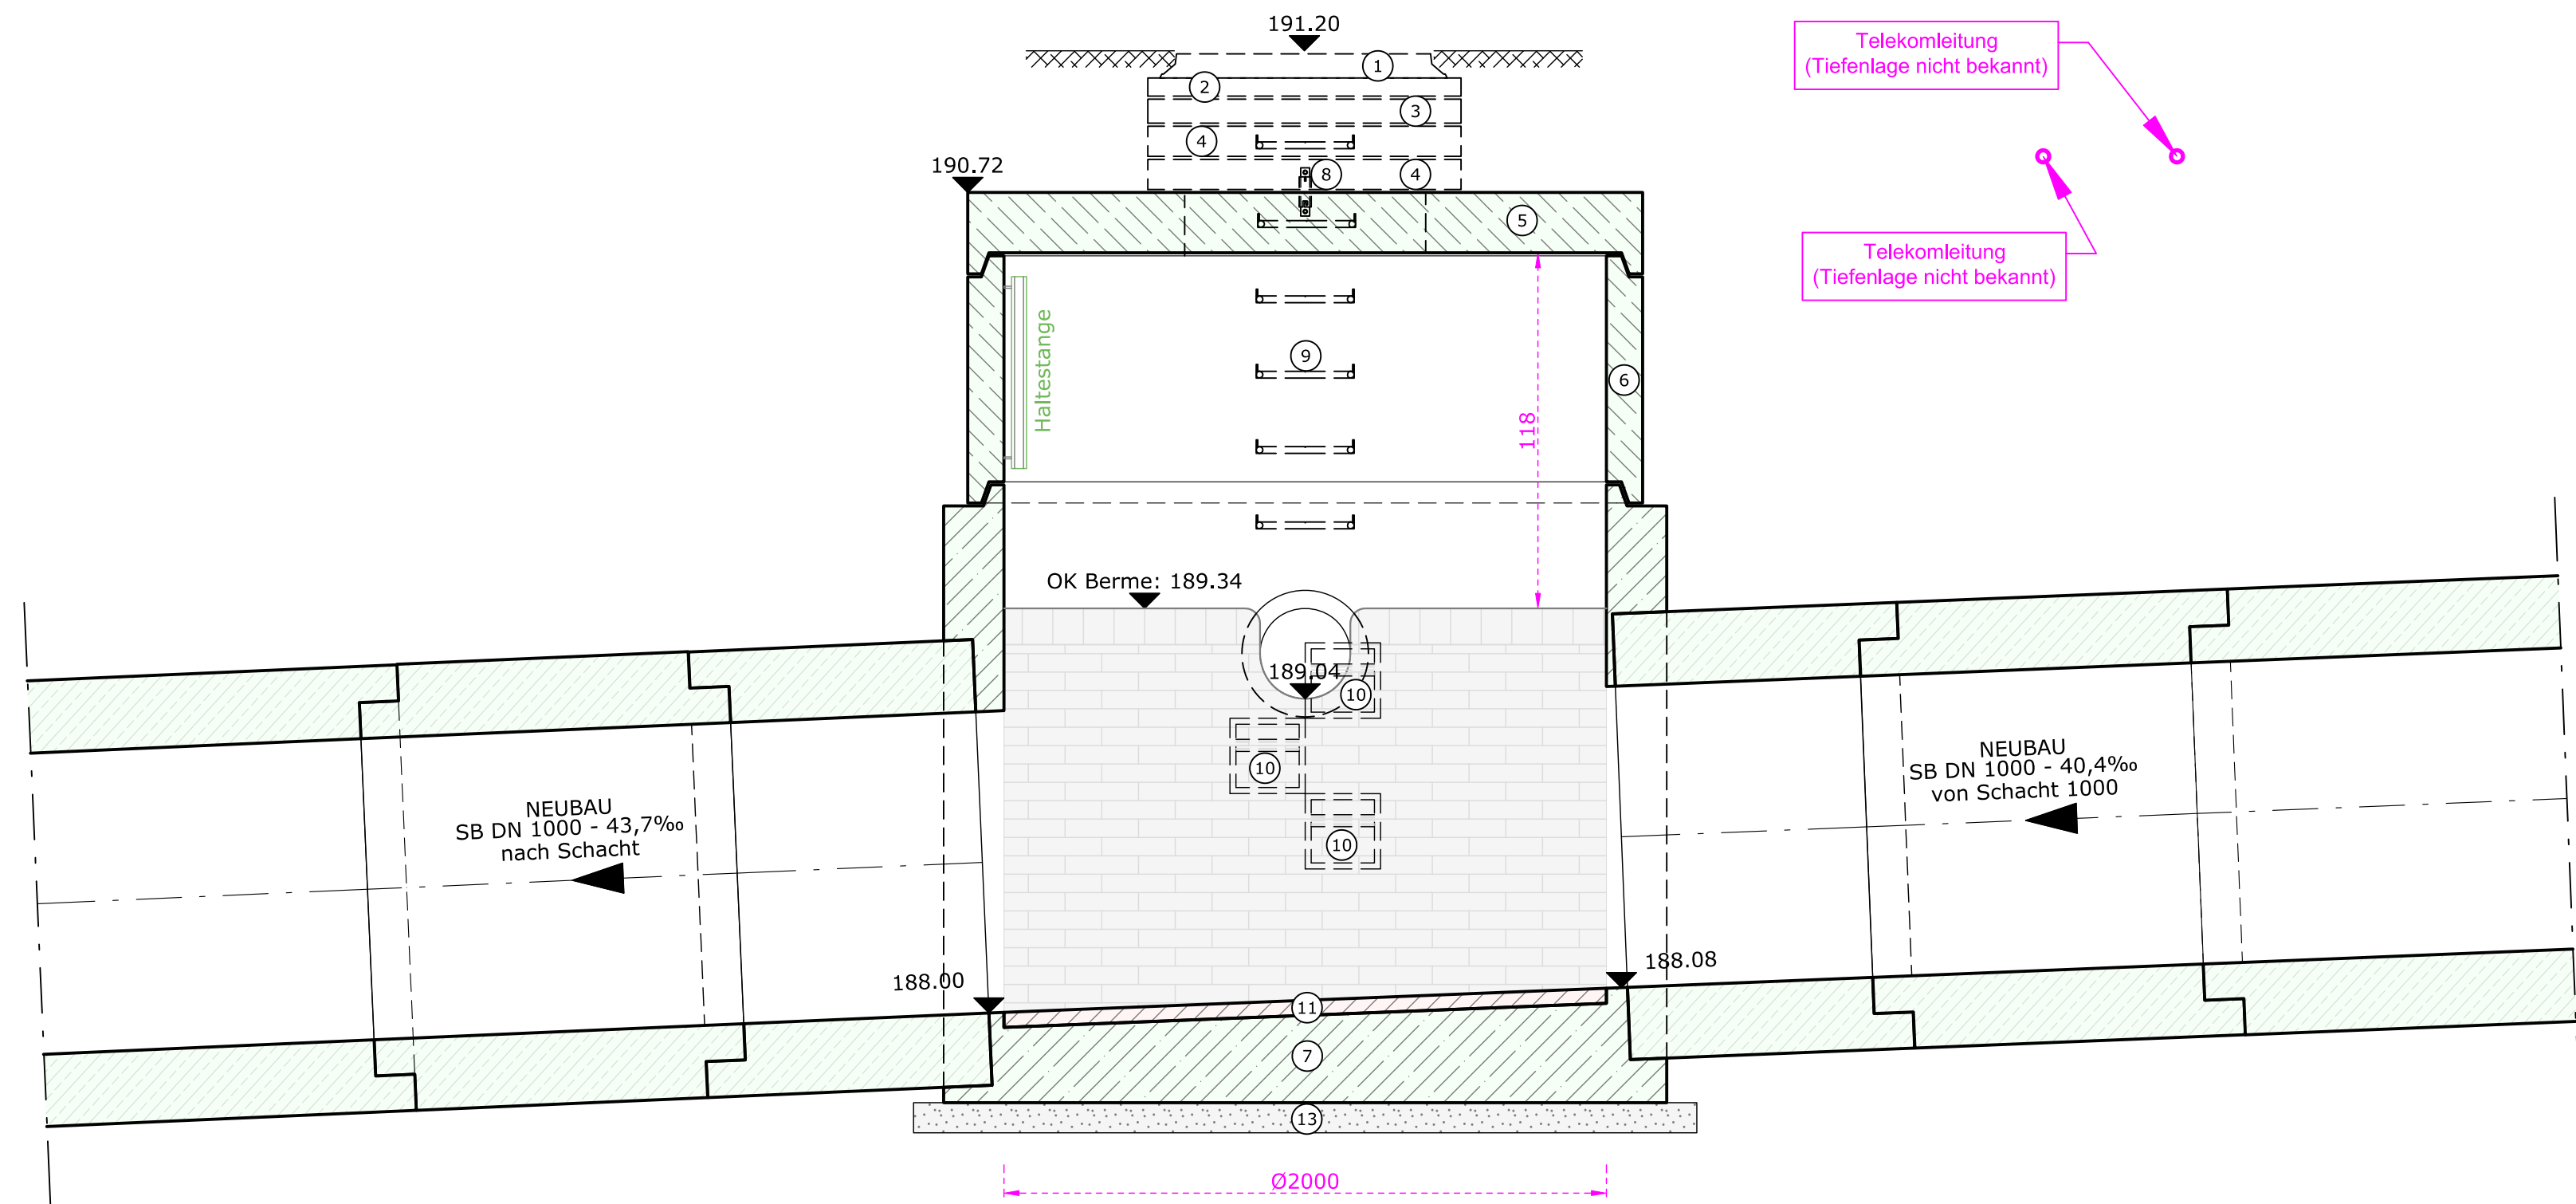 191.20
1
2
3
4
8
4
190.72
5
Telekomleitung
(Tiefenlage nicht bekannt)
Telekomleitung
(Tiefenlage nicht bekannt)
Haltestange
9
6
118
OK Berme: 189.34
189.04
10
10
10
NEUBAU
SB DN 1000 - 43,7‰
nach Schacht
NEUBAU
SB DN 1000 - 40,4‰
von Schacht 1000
188.00
188.08
11
7
13
Ø2000